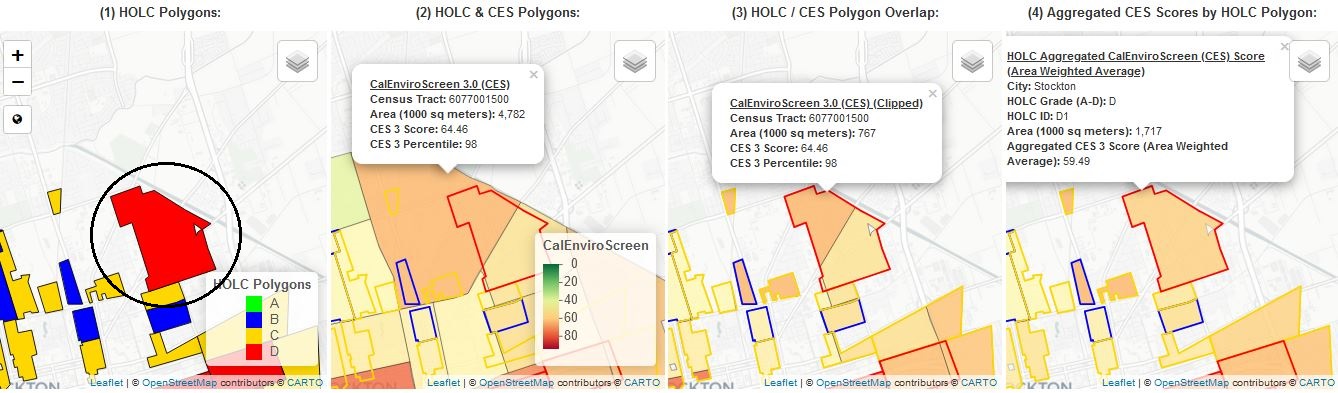 (1) HOLC Polygons:
+
−
HOLC Polygons
A
B
C
D
CKTON
Leaflet | © OpenStreetMap contributors © CARTO
(2) HOLC & CES Polygons:
×
CalEnviroScreen 3.0 (CES)
Census Tract: 6077001500
Area (1000 sq meters): 4,782
CES 3 Score: 64.46
CES 3 Percentile: 98
CalEnviroScreen
0
20
40
60
80
CKTON
Leaflet | © OpenStreetMap contributors © CARTO
(3) HOLC / CES Polygon Overlap:
×
CalEnviroScreen 3.0 (CES) (Clipped)
Census Tract: 6077001500
Area (1000 sq meters): 767
CES 3 Score: 64.46
CES 3 Percentile: 98
CKTON
Leaflet | © OpenStreetMap contributors © CARTO
(4) Aggregated CES Scores by HOLC Polygon:
×
HOLC Aggregated CalEnviroScreen (CES) Score
(Area Weighted Average)
City: Stockton
HOLC Grade (A-D): D
HOLC ID: D1
Area (1000 sq meters): 1,717
Aggregated CES 3 Score (Area Weighted
Average): 59.49
CKTON
Leaflet | © OpenStreetMap contributors © CARTO